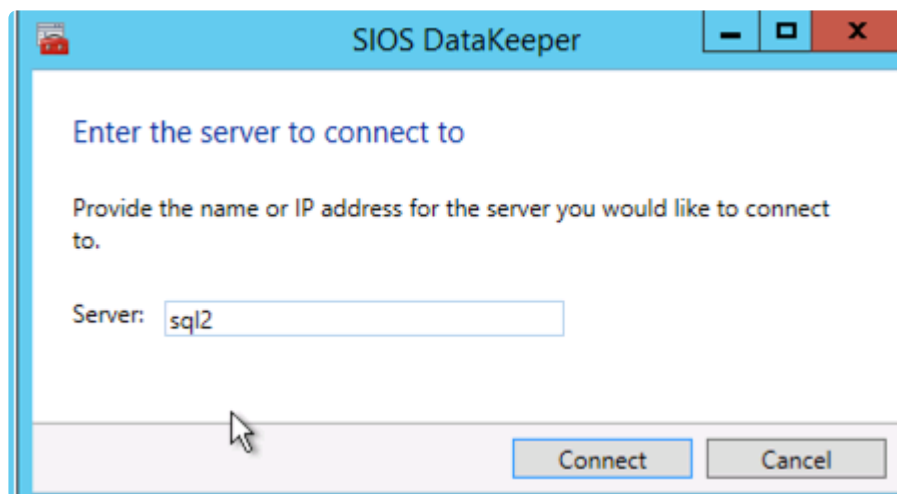 SIOS DataKeeper
Enter the server to connect to
Provide the name or IP address for the server you would like to connect
to.
Server: sql2
Connect Cancel